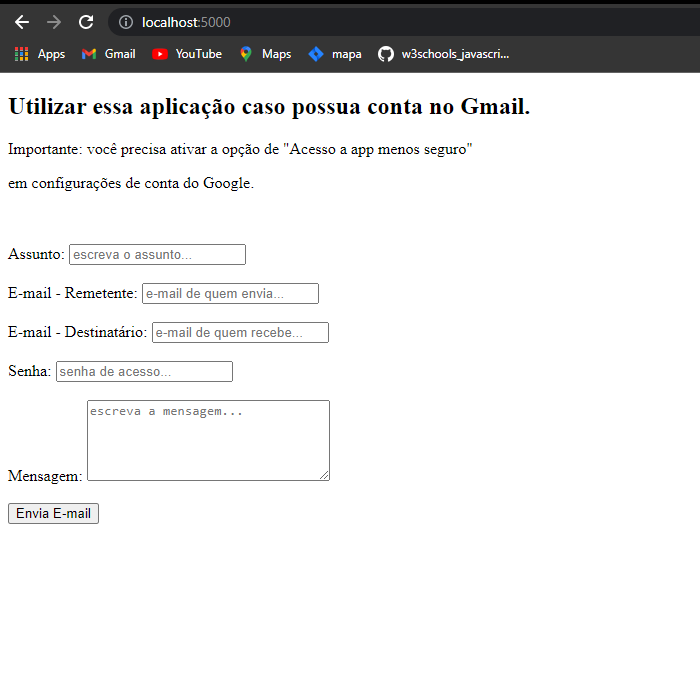 localhost:5000
Apps Gmail YouTube Maps mapa w3schools_javascri...
Utilizar essa aplicação caso possua conta no Gmail.
Importante: você precisa ativar a opção de "Acesso a app menos seguro"
em configurações de conta do Google.
Assunto: escreva o assunto...
E-mail - Remetente: e-mail de quem envia...
E-mail - Destinatário: e-mail de quem recebe...
Senha: senha de acesso...
escreva a mensagem...
Mensagem:
Envia E-mail